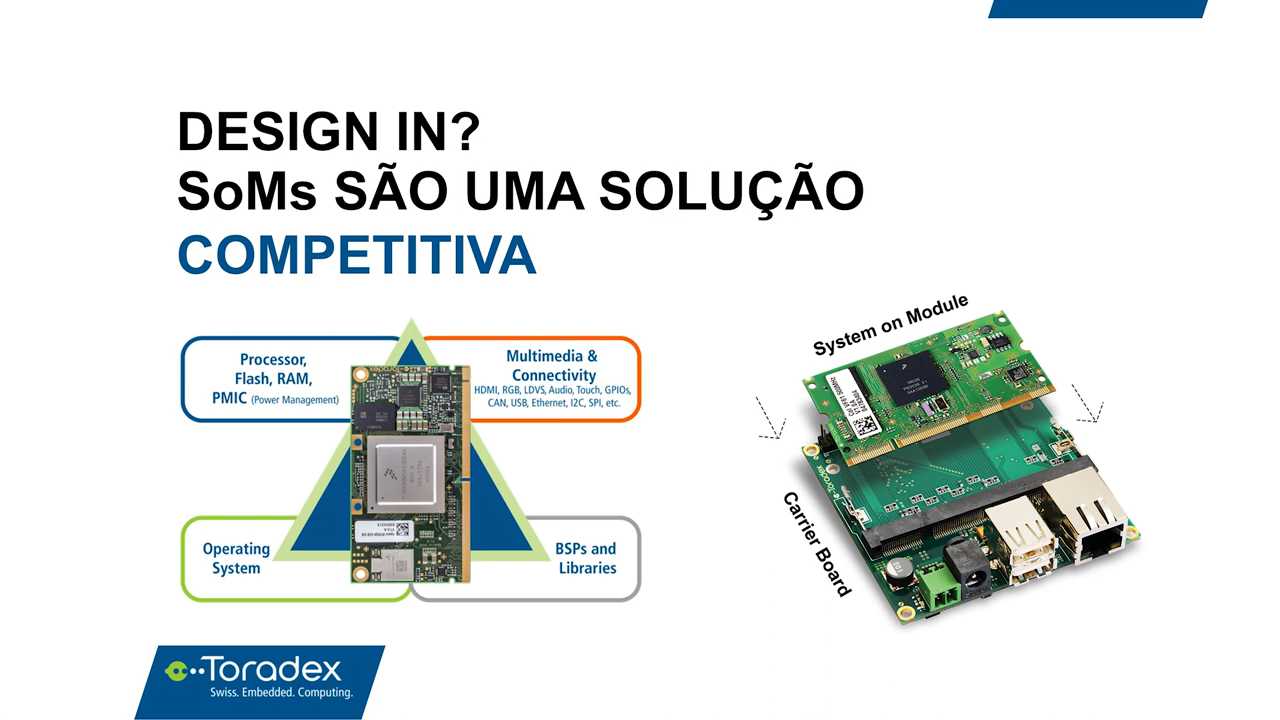 DESIGN IN?
SoMs SÃO UMA SOLUÇÃO
COMPETITIVA
Processor,
Flash, RAM,
PMIC (Power Management)
Multimedia &
Connectivity
HDMI, RGB, LDVS, Audio, Touch, GPIOs,
CAN, USB, Ethernet, I2C, SPI, etc.
Toradex
Operating
System
BSPs and
Libraries
System on Module
Carrier Board
Toradex
Toradex
Swiss. Embedded. Computing.